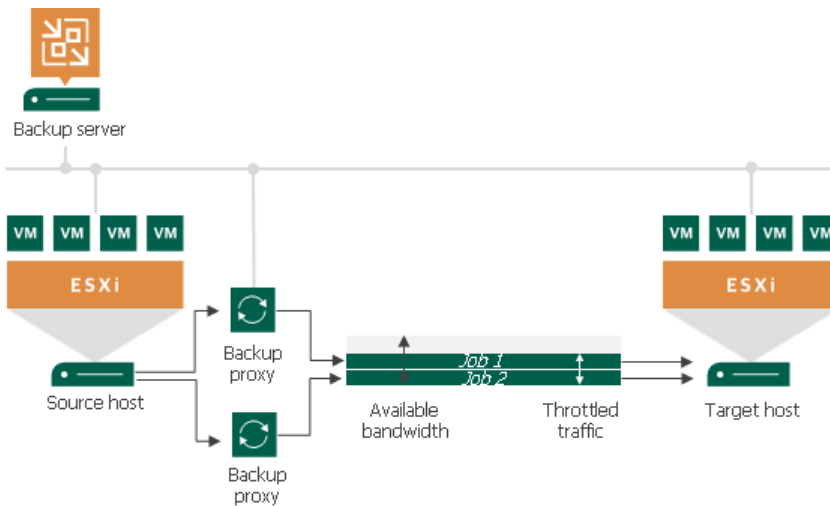 Backup server
VM VM VM VM
VM VM VM VM
ESXi
ESXi
Backup
proxy
Job 1
Job 2
Source host
Available
bandwidth
Throttled
traffic
Target host
Backup
proxy